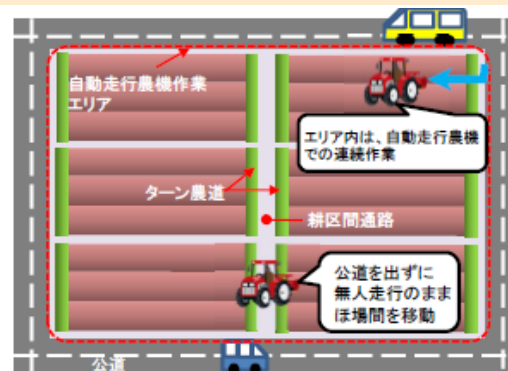 自動走行農機作業
エリア
エリア内は、自動走行農機
での連続作業
ターン農道
耕区間通路
公道を出ずに
無人走行のまま
ほ場間を移動
公道